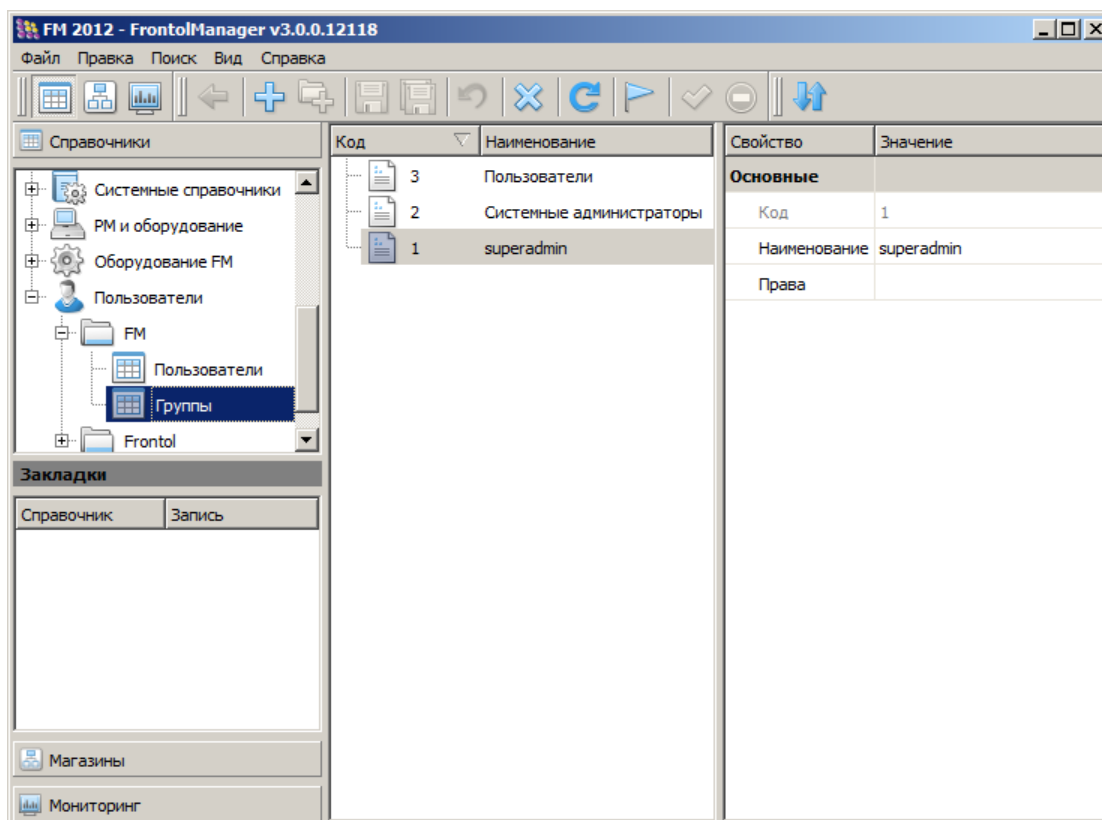 FM 2012 - FrontolManager v3.0.0.12118
Файл Правка Поиск Вид Справка
Справочники
Системные справочники
РМ и оборудование
Оборудование FM
Пользователи
FM
Пользователи
Группы
Frontol
Закладки
Справочник Запись
Магазины
Мониторинг
Код Наименование
3 Пользователи
2 Системные администраторы
1 superadmin
Свойство Значение
Основные
Код 1
Наименование superadmin
Права